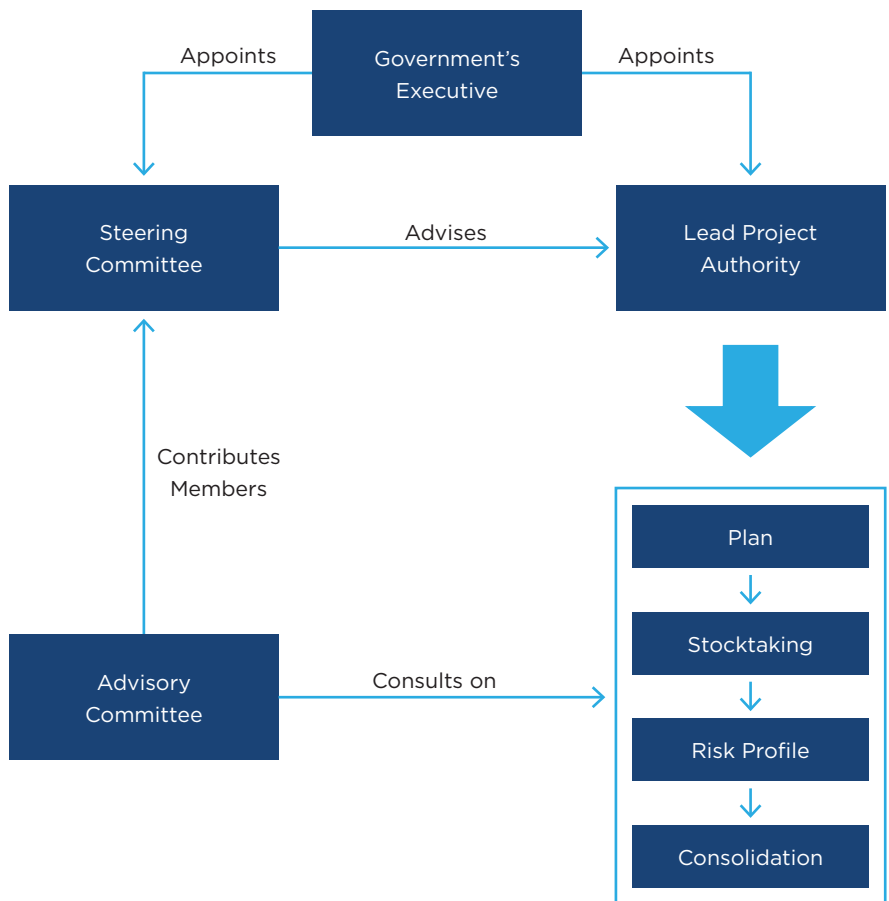 Appoints
Government's
Executive
Appoints
Steering
Committee
Advises
Lead Project
Authority
Contributes
Members
Plan
Stocktaking
Advisory
Committee
Consults on
Risk Profile
Consolidation